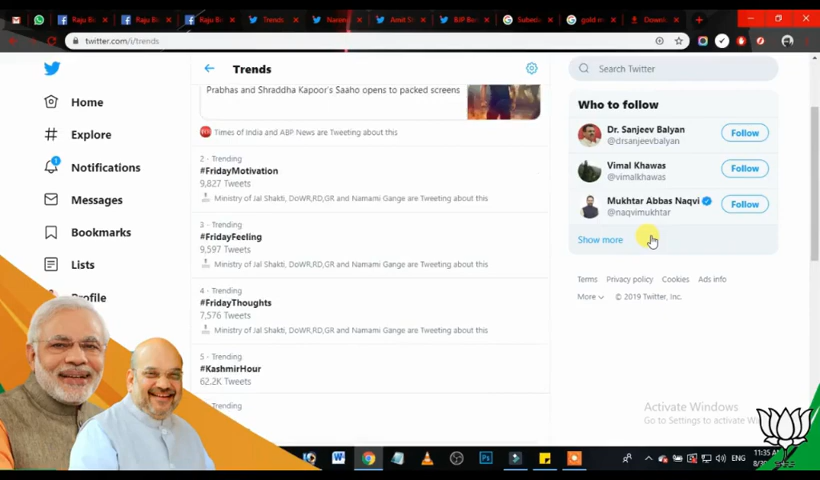 Raju B
Raju B
Raju B
Trends
Naren
Amit S
BJP Be
Subed
gold n
Downl
twitter.com/i/trends
Trends
Search Twitter
Prabhas and Shraddha Kapoor's Saaho opens to packed screens
Times of India and ABP News are Tweeting about this
2 · Trending
#FridayMotivation
9,827 Tweets
Ministry of Jal Shakti, DoWR,RD,GR and Namami Gange are Tweeting about this
3 · Trending
#FridayFeeling
9,597 Tweets
Ministry of Jal Shakti, DoWR,RD,GR and Namami Gange are Tweeting about this
4 · Trending
#FridayThoughts
7,576 Tweets
Ministry of Jal Shakti, DoWR,RD,GR and Namami Gange are Tweeting about this
5 · Trending
#KashmirHour
62.2K Tweets
Trending
Home
Explore
1
Notifications
Messages
Bookmarks
Lists
Profile
Who to follow
Dr. Sanjeev Balyan
@drsanjeevbalyan
Follow
Vimal Khawas
@vimalkhawas
Follow
Mukhtar Abbas Naqvi
@naqvimukhtar
Follow
Show more
Terms Privacy policy Cookies Ads info
More © 2019 Twitter, Inc.
Activate Windows
Go to Settings to activate W
ENG
11:35